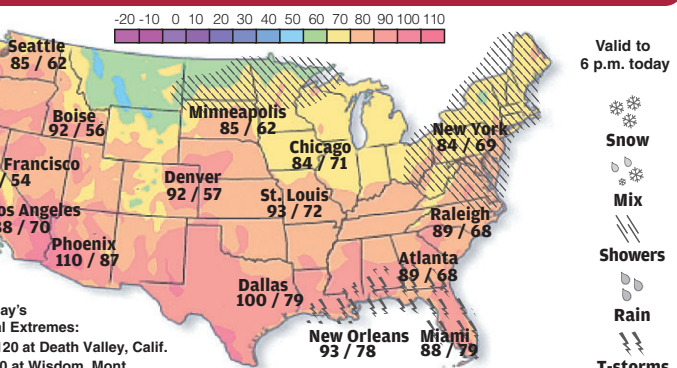 -20 -10 0 10 20 30 40 50 60 70 80 90 100 110
Seattle
85 / 62
Valid to
6 p.m. today
Boise
92 / 56
Minneapolis
85 / 62
Snow
New York
84 / 69
Chicago
84 / 71
Francisco
/ 54
Denver
92 / 57
St. Louis
93 / 72
Mix
os Angeles
88 / 70
Raleigh
89 / 68
Phoenix
110 / 87
Showers
Atlanta
89 / 68
Dallas
100 / 79
Rain
ay's
l Extremes:
120 at Death Valley, Calif.
0 at Wisdom, Mont.
New Orleans
93 / 78
Miami
88 / 79
T-storms